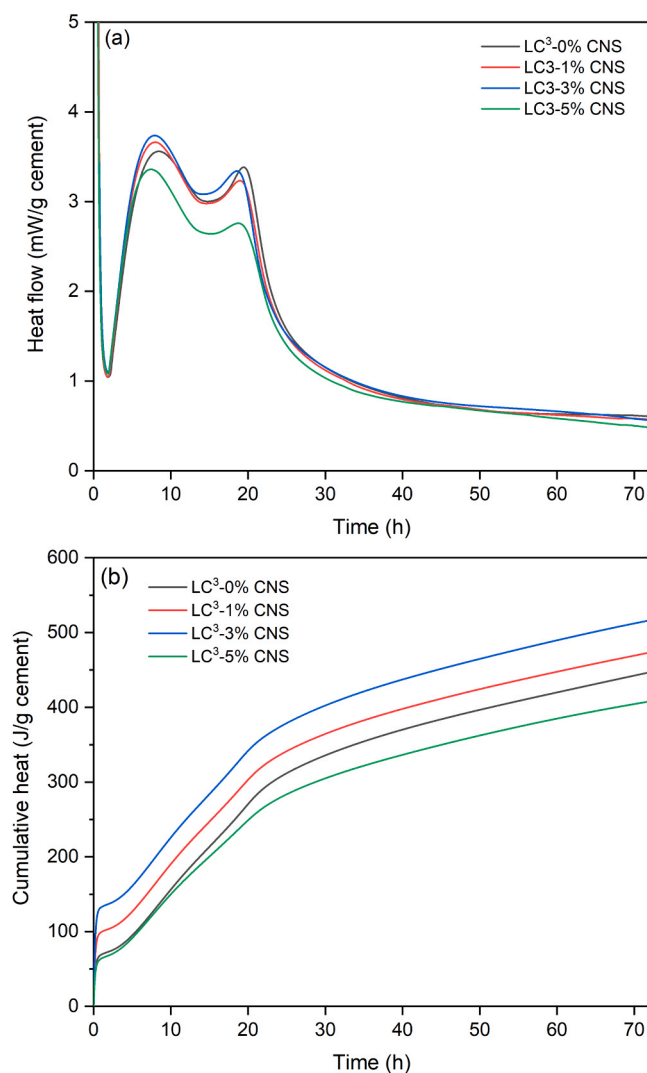 (a)
LC³-0% CNS
LC3-1% CNS
LC3-3% CNS
LC3-5% CNS
5
4
3
2
1
0
Heat flow (mW/g cement)
0 10 20 30 40 50 60 70
Time (h)
(b)
LC³-0% CNS
LC³-1% CNS
LC³-3% CNS
LC³-5% CNS
600
500
400
300
200
100
0
Cumulative heat (J/g cement)
0 10 20 30 40 50 60 70
Time (h)